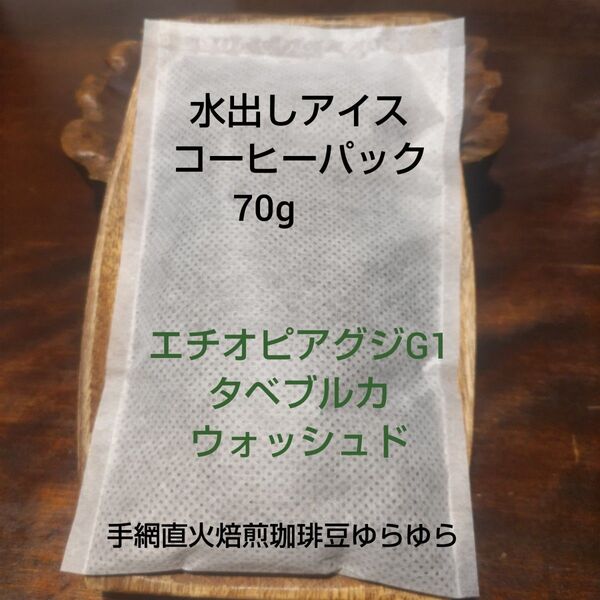 水出しアイス
コーヒーパック
70g
エチオピアグジG1
タベブルカ
ウォッシュド
手網直火焙煎珈琲豆ゆらゆら